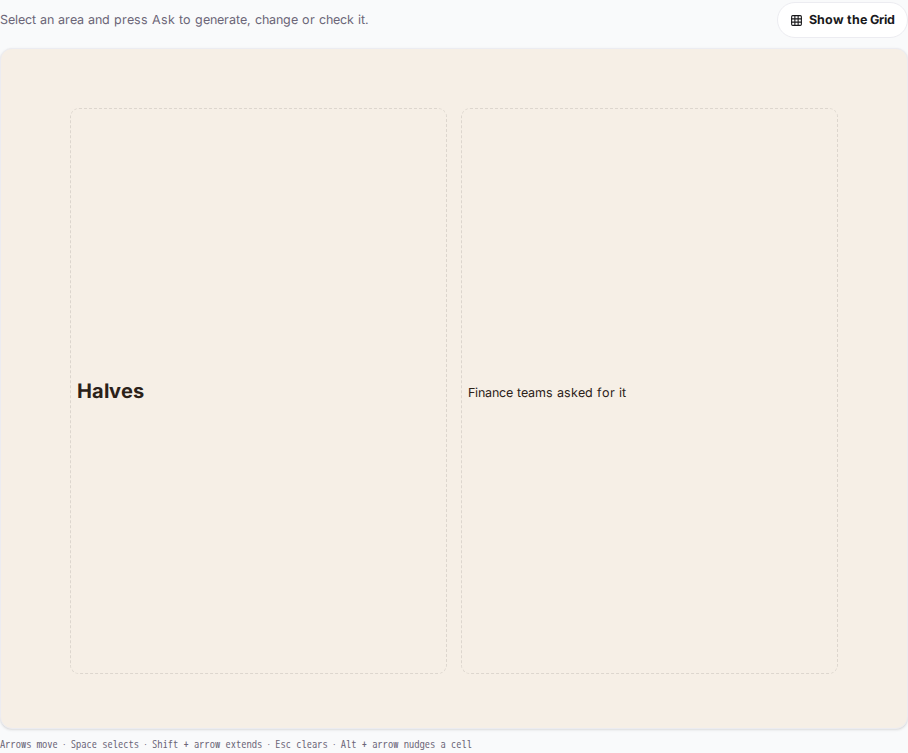 Select an area and press Ask to generate, change or check it.
Show the Grid
Halves
Finance teams asked for it
Arrows move · Space selects · Shift + arrow extends · Esc clears · Alt + arrow nudges a cell